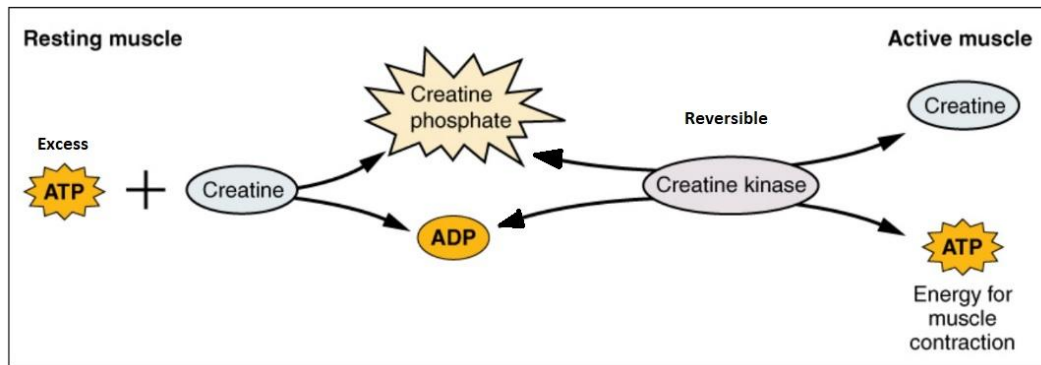 Resting muscle
Active muscle
Creatine
phosphate
Reversible
Creatine
Excess
ATP
+
Creatine
Creatine kinase
ADP
ATP
Energy for
muscle
contraction